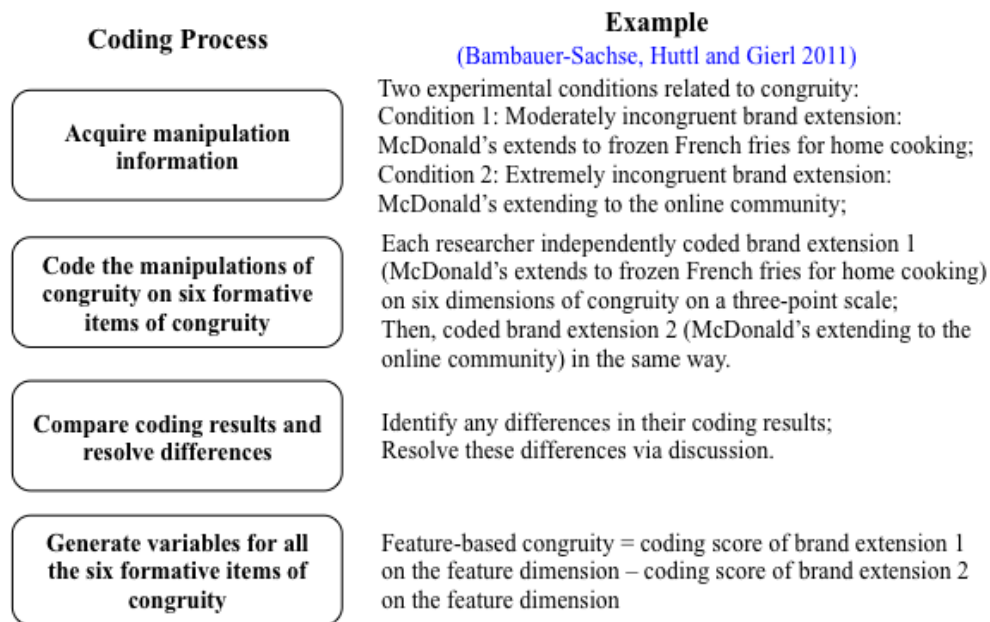 Coding Process
Example
(Bambauer-Sachse, Huttl and Gierl 2011)
Acquire manipulation
information
Two experimental conditions related to congruity:
Condition 1: Moderately incongruent brand extension:
McDonald's extends to frozen French fries for home cooking;
Condition 2: Extremely incongruent brand extension:
McDonald's extending to the online community;
Code the manipulations of
congruity on six formative
items of congruity
Each researcher independently coded brand extension 1
(McDonald's extends to frozen French fries for home cooking)
on six dimensions of congruity on a three-point scale;
Then, coded brand extension 2 (McDonald's extending to the
online community) in the same way.
Compare coding results and
resolve differences
Identify any differences in their coding results;
Resolve these differences via discussion.
Generate variables for all
the six formative items of
congruity
Feature-based congruity = coding score of brand extension 1
on the feature dimension – coding score of brand extension 2
on the feature dimension